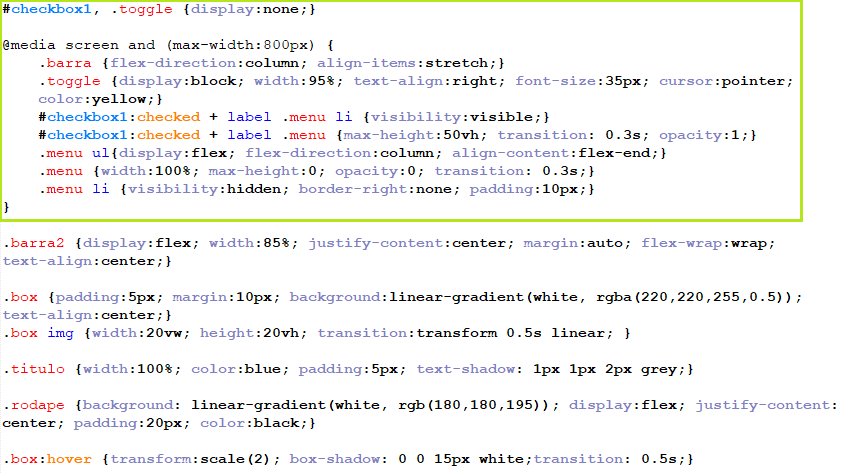 #checkbox1, .toggle {display:none;}
@media screen and (max-width:800px) {
.barra {flex-direction:column; align-items:stretch;}
.toggle {display:block; width:95%; text-align:right; font-size:35px; cursor:pointer;
color:yellow;}
#checkbox1:checked + label .menu li {visibility:visible;}
#checkbox1:checked + label .menu {max-height:50vh; transition: 0.3s; opacity:1;}
.menu ul{display:flex; flex-direction:column; align-content:flex-end;}
.menu {width:100%; max-height:0; opacity:0; transition: 0.3s;}
.menu li {visibility:hidden; border-right:none; padding:10px;}
}
.barra2 {display:flex; width:85%; justify-content:center; margin:auto; flex-wrap:wrap;
text-align:center;}
.box {padding:5px; margin:10px; background:linear-gradient(white, rgba(220,220,255,0.5));
text-align:center;}
.box img {width:20vw; height:20vh; transition:transform 0.5s linear; }
.titulo {width:100%; color:blue; padding:5px; text-shadow: 1px 1px 2px grey;}
.rodape {background: linear-gradient(white, rgb(180,180,195)); display:flex; justify-content:
center; padding:20px; color:black;}
.box:hover {transform:scale(2); box-shadow: 0 0 15px white;transition: 0.5s;}